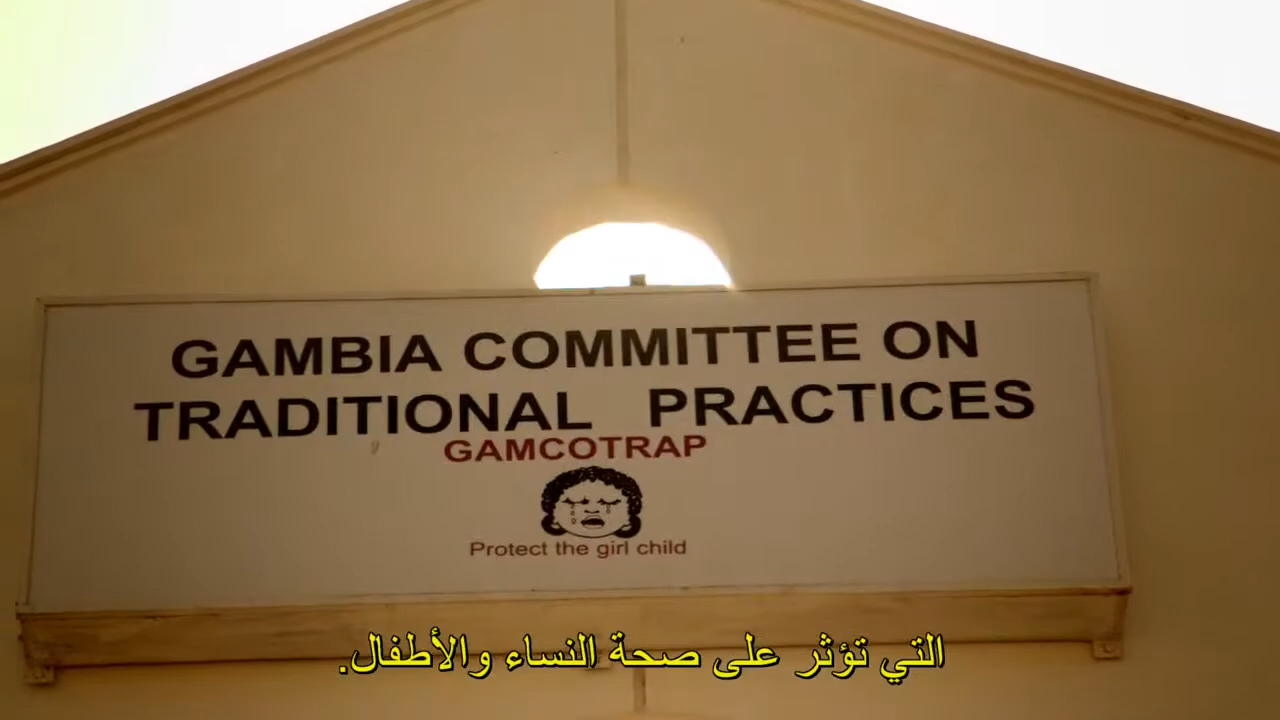 GAMBIA COMMITTEE ON
TRADITIONAL PRACTICES
GAMCOTRAP
Protect the girl child
التي تؤثر على صحة النساء والأطفال.